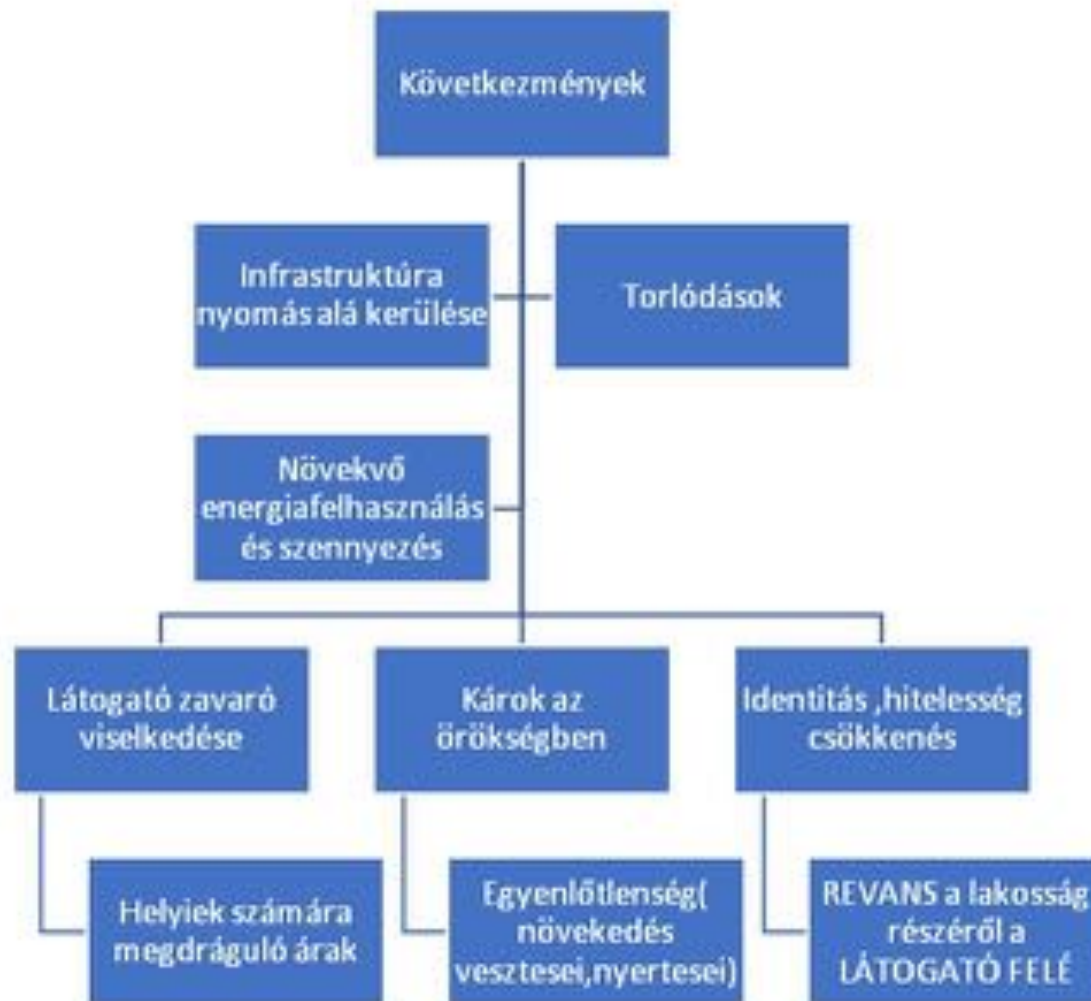 Következmények
Infrastruktúra
nyomás alá kerülése
Torlódások
Növekvő
energiafelhasználás
és szennyezés
Látogató zavaró
viselkedése
Károk az
örökségben
Identitás ,hitelesség
csökkenés
Helyiek számára
megdráguló árak
Egyenlőtlenség(
növekedés
vesztesei,nyertesei)
REVANS a lakosság
részéről a
LÁTOGATÓ FELÉ